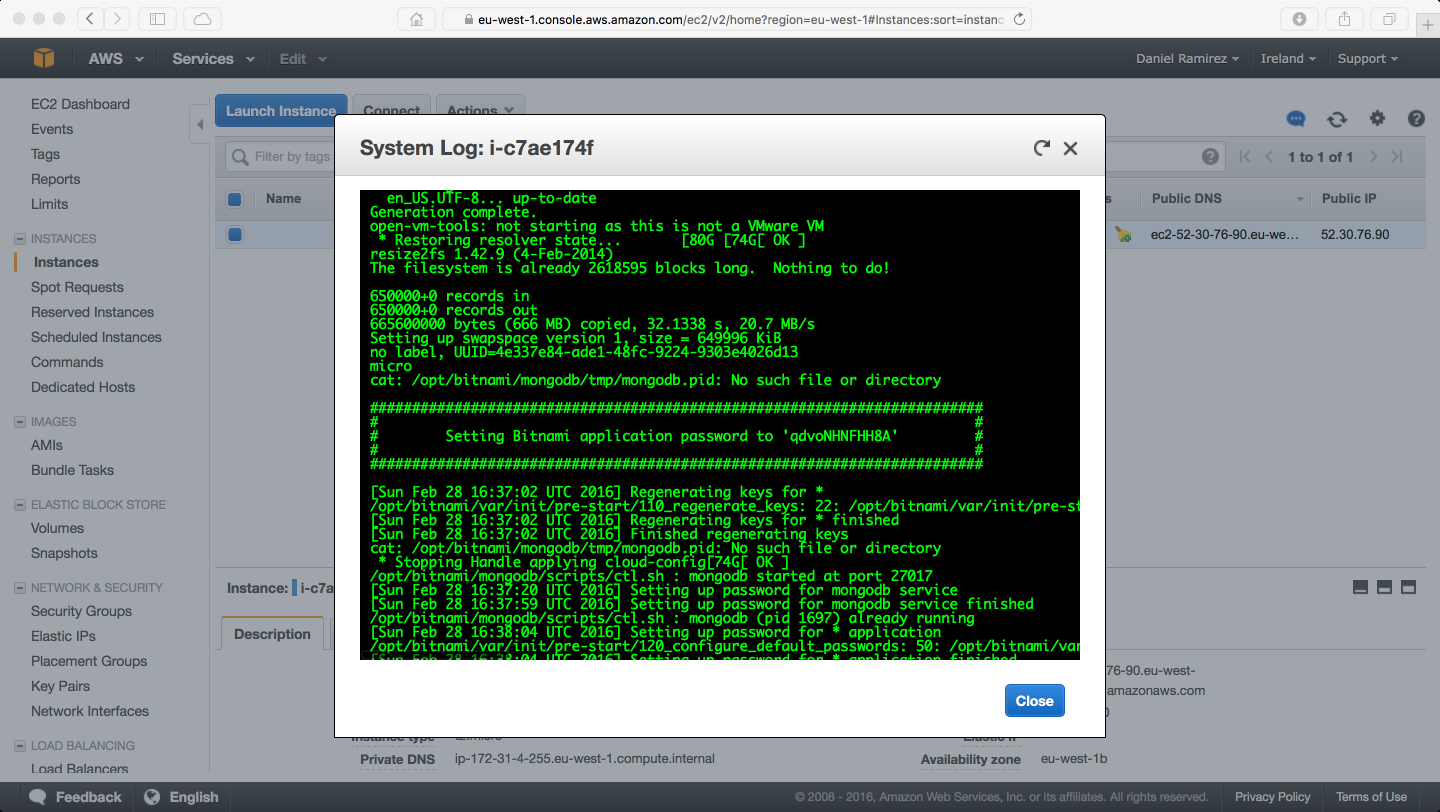 eu-west-1.console.aws.amazon.com/ec2/v2/home?region=eu-west-1#Instances:sort=instanc
AWS Services Edit Daniel Ramirez Ireland Support
EC2 Dashboard
Events
Tags
Reports
Limits
INSTANCES
Instances
Spot Requests
Reserved Instances
Scheduled Instances
Commands
Dedicated Hosts
IMAGES
AMIs
Bundle Tasks
ELASTIC BLOCK STORE
Volumes
Snapshots
NETWORK & SECURITY
Security Groups
Elastic IPs
Placement Groups
Key Pairs
Network Interfaces
LOAD BALANCING
Load Balancers
Launch Instance Connect Actions
Filter by tags
1 to 1 of 1
Name s Public DNS Public IP
ec2-52-30-76-90.eu-we... 52.30.76.90
System Log: i-c7ae174f
en_US.UTF-8... up-to-date
Generation complete.
open-vm-tools: not starting as this is not a VMware VM
* Restoring resolver state... [80G [74G[ OK ]
resize2fs 1.42.9 (4-Feb-2014)
The filesystem is already 2618595 blocks long.  Nothing to do!
650000+0 records in
650000+0 records out
665600000 bytes (666 MB) copied, 32.1338 s, 20.7 MB/s
Setting up swapspace version 1, size = 649996 KiB
no label, UUID=4e337e84-ade1-48fc-9224-9303e4026d13
micro
cat: /opt/bitnami/mongodb/tmp/mongodb.pid: No such file or directory
#########################################################################
# #
# Setting Bitnami application password to 'qdvoNHNFHH8A' #
# #
#########################################################################
[Sun Feb 28 16:37:02 UTC 2016] Regenerating keys for *
/opt/bitnami/var/init/pre-start/110_regenerate_keys: 22: /opt/bitnami/var/init/pre-st
[Sun Feb 28 16:37:02 UTC 2016] Regenerating keys for * finished
[Sun Feb 28 16:37:02 UTC 2016] Finished regenerating keys
cat: /opt/bitnami/mongodb/tmp/mongodb.pid: No such file or directory
* Stopping Handle applying cloud-config[74G[ OK ]
/opt/bitnami/mongodb/scripts/ctl.sh : mongodb started at port 27017
[Sun Feb 28 16:37:20 UTC 2016] Setting up password for mongodb service
[Sun Feb 28 16:37:59 UTC 2016] Setting up password for mongodb service finished
/opt/bitnami/mongodb/scripts/ctl.sh : mongodb (pid 1697) already running
[Sun Feb 28 16:38:04 UTC 2016] Setting up password for * application
/opt/bitnami/var/init/pre-start/120_configure_default_passwords: 50: /opt/bitnami/var
[Sun Feb 28 16:38:04 UTC 2016] Setting up password for * application finished
Close
Instance: i-c7a
Description
76-90.eu-west-
amazonaws.com
Instance type t2.micro Elastic IP
Private DNS ip-172-31-4-255.eu-west-1.compute.internal Availability zone eu-west-1b
Feedback English © 2008 - 2016, Amazon Web Services, Inc. or its affiliates. All rights reserved. Privacy Policy Terms of Use